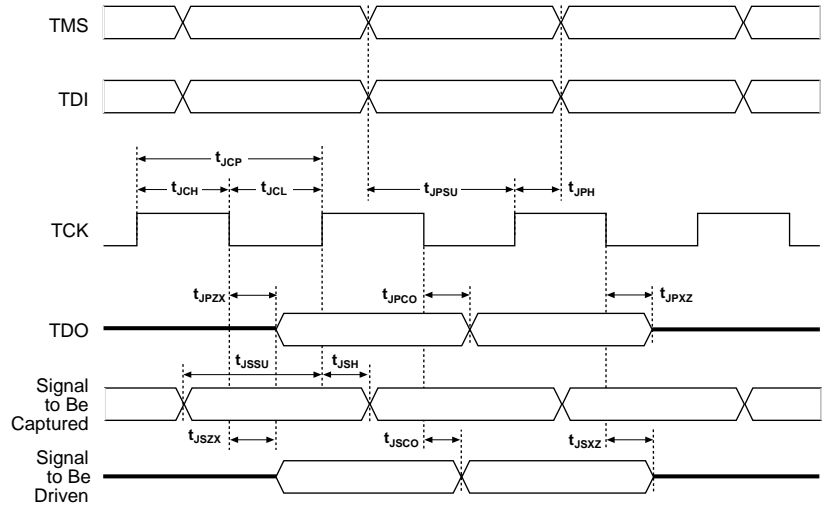 TMS
TDI
tJCP
tJCH
tJCL
tJPSU
tJPH
TCK
tJPZX
tJPCO
tJPXZ
TDO
tJSSU
tJSH
Signal
to Be
Captured
tJSZX
tJSCO
tJSXZ
Signal
to Be
Driven